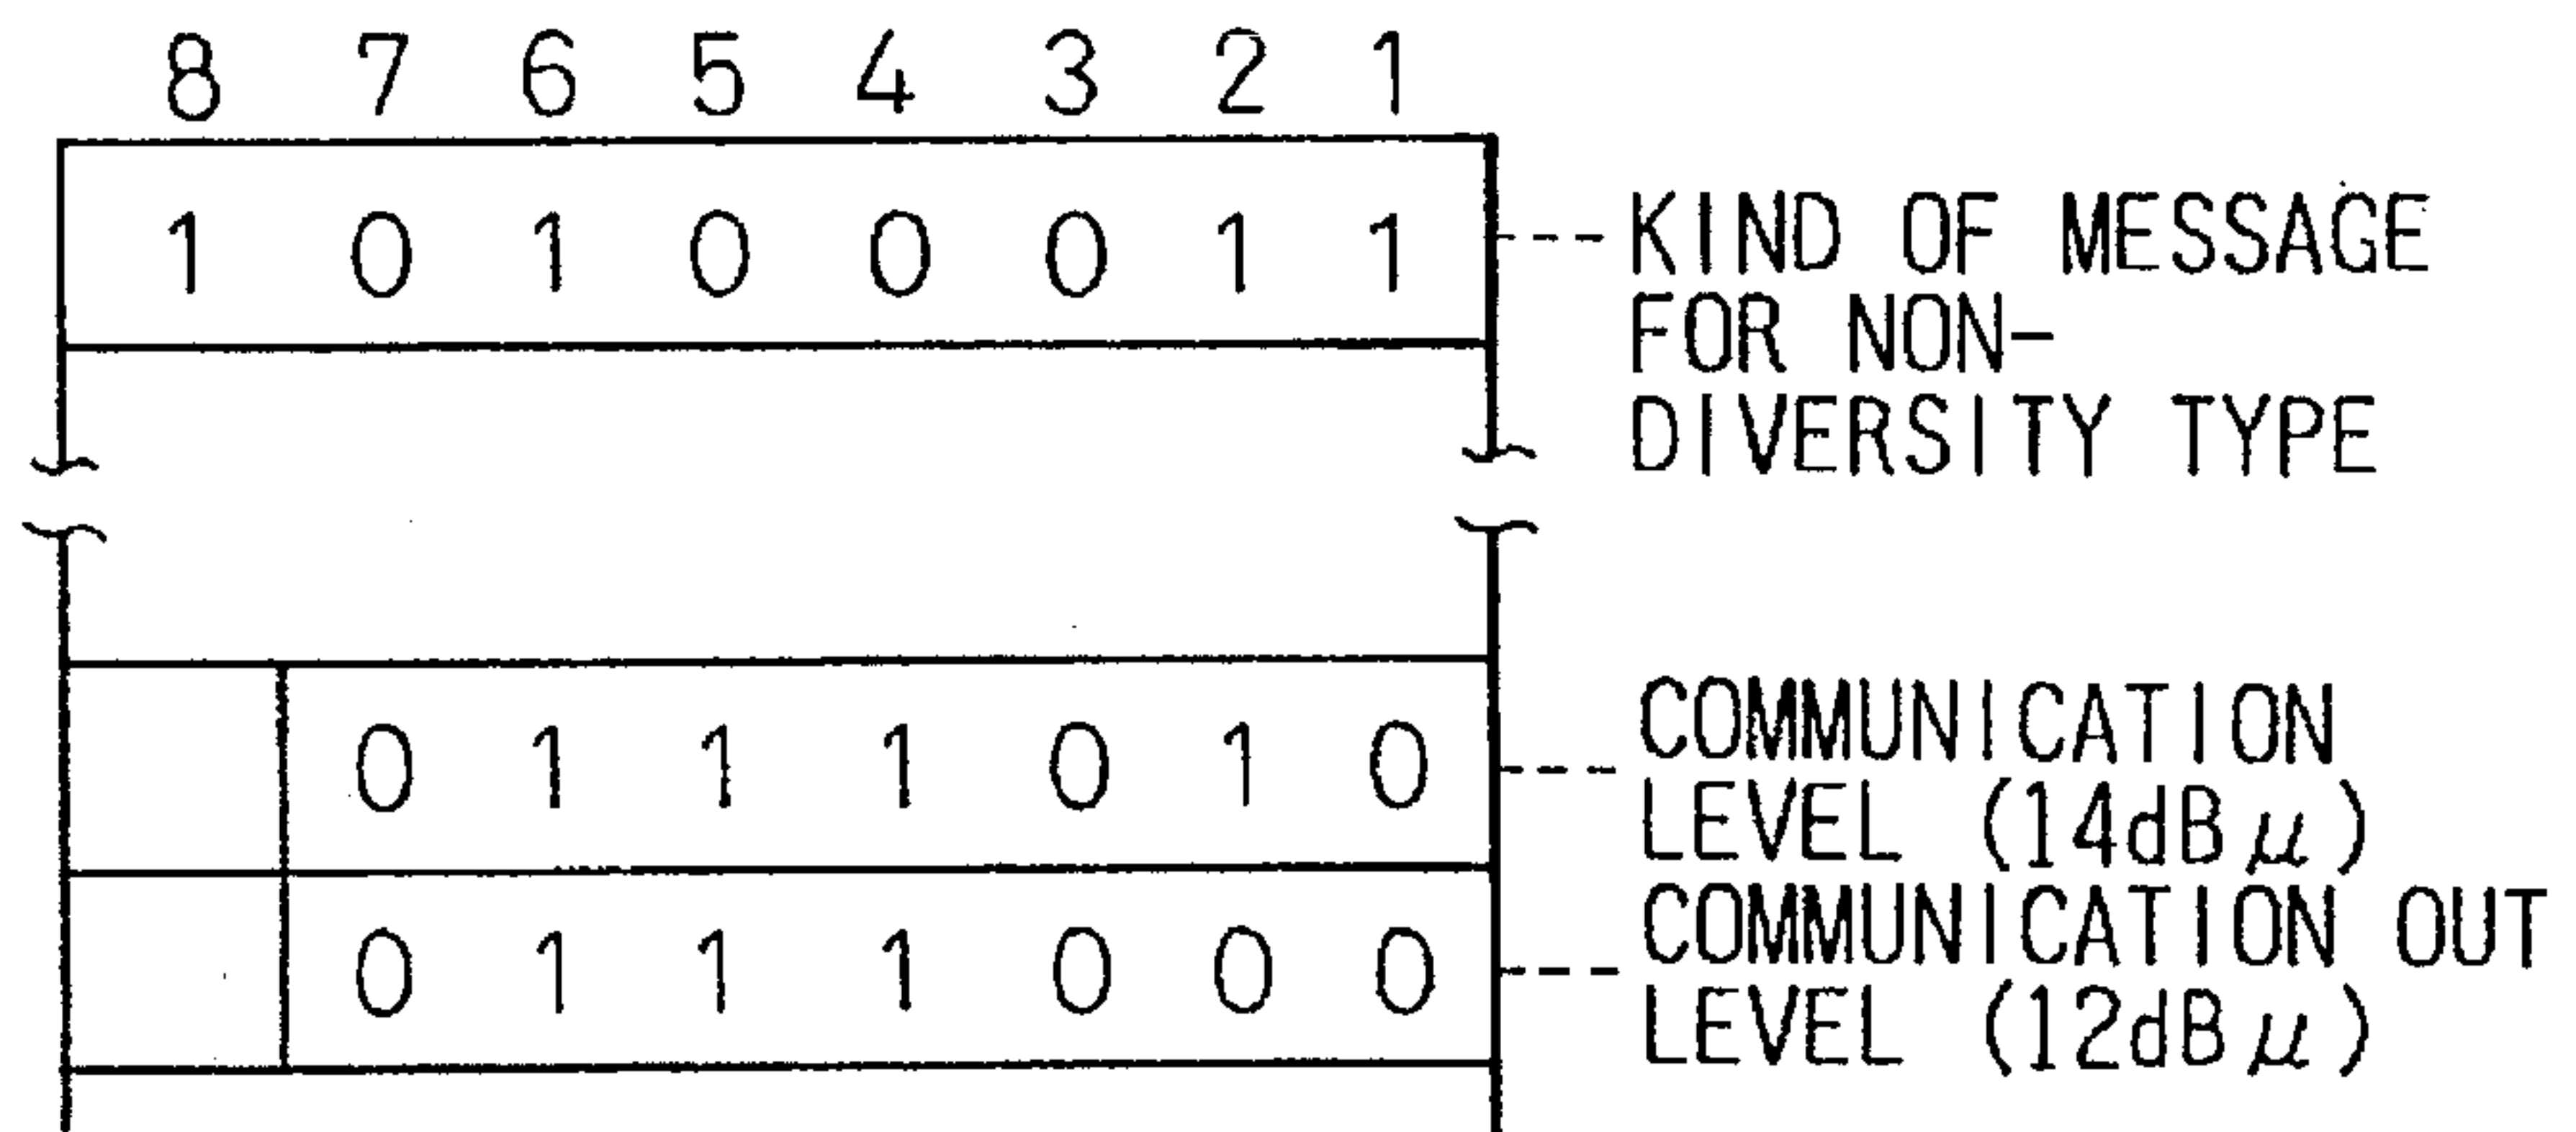 8 7 6 5 4 3 2 1
1 0 1 0 0 0 1 1
KIND OF MESSAGE
FOR NON-
DIVERSITY TYPE
0 1 1 1 0 1 0
COMMUNICATION
LEVEL (14dBμ)
0 1 1 1 0 0 0
COMMUNICATION OUT
LEVEL (12dBμ)